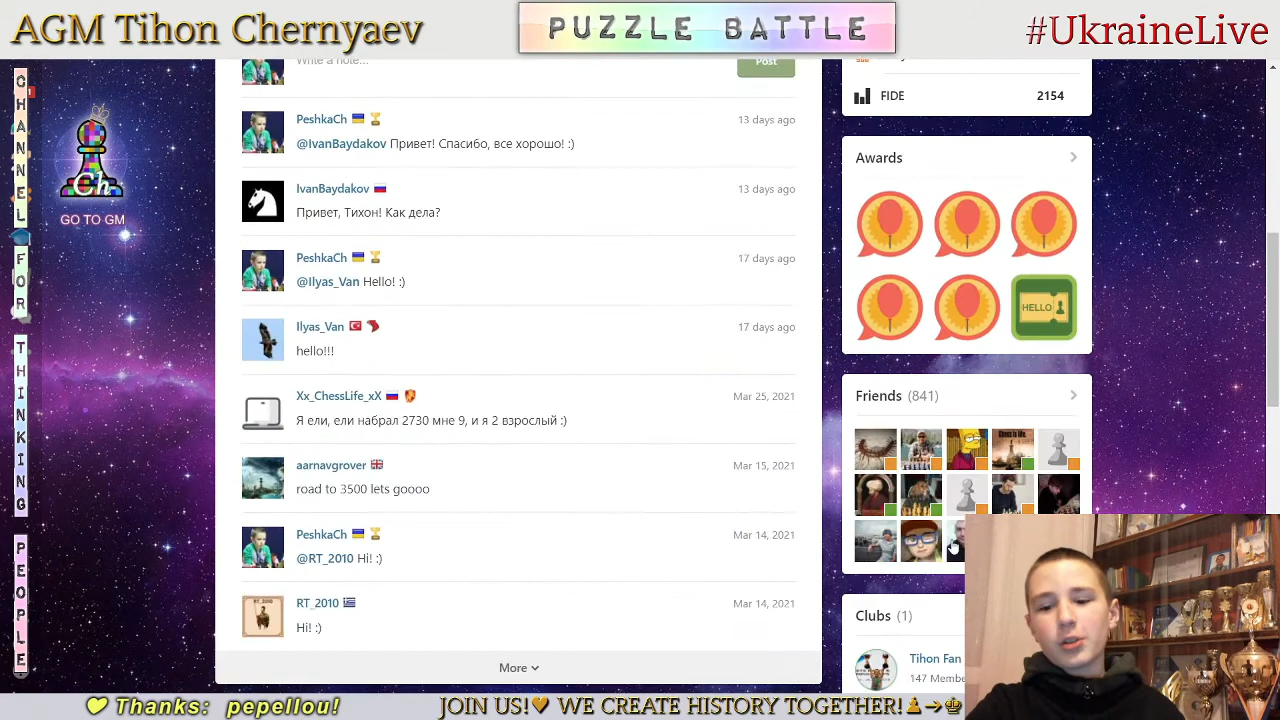 AGM Tihon Chernyaev
PUZZLE BATTLE
#UkraineLive
CHANNEL FOR THINKING PEOPLE
Ch
GO TO GM
Write a note...
Post
PeshkaCh
13 days ago
@IvanBaydakov Привет! Спасибо, все хорошо! :)
IvanBaydakov
13 days ago
Привет, Тихон! Как дела?
PeshkaCh
17 days ago
@Ilyas_Van Hello! :)
Ilyas_Van
17 days ago
hello!!!
Xx_ChessLife_xX
Mar 25, 2021
Я ели, ели набрал 2730 мне 9, и я 2 взрослый :)
aarnavgrover
Mar 15, 2021
road to 3500 lets goooo
PeshkaCh
Mar 14, 2021
@RT_2010 Hi! :)
RT_2010
RT_2010
Mar 14, 2021
Hi! :)
More
FIDE 2154
Awards
HELLO
Friends (841)
Chess is life.
Clubs (1)
Tihon Fan
147 Membe
Thanks: pepellou!
JOIN US! WE CREATE HISTORY TOGETHER!